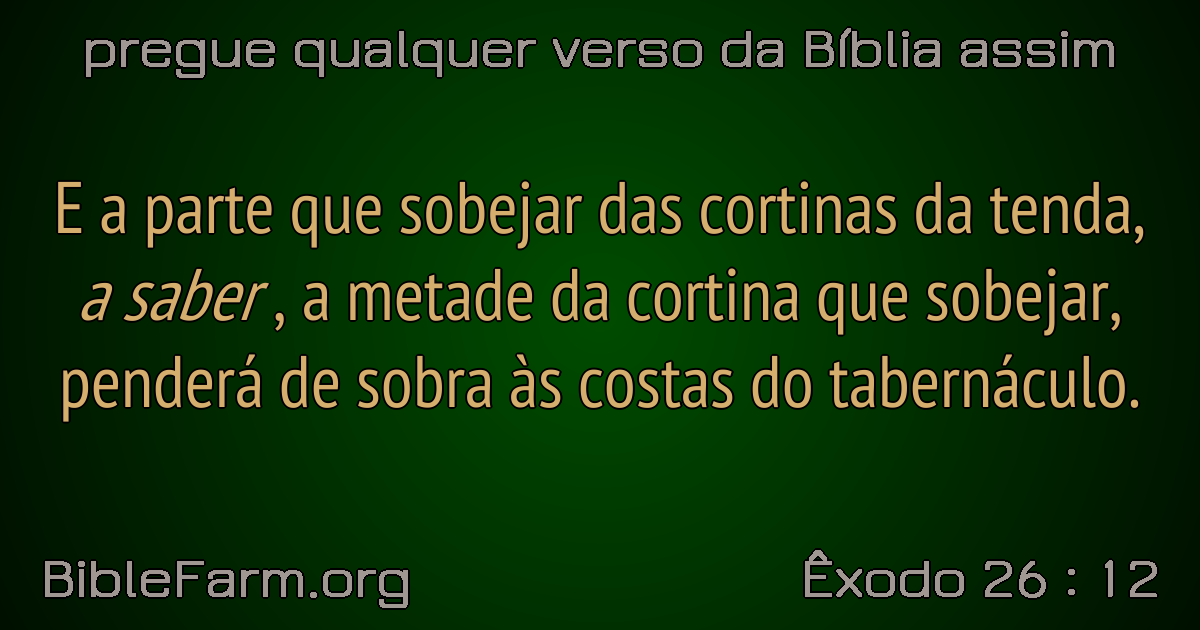 pregue qualquer verso da Bíblia assim
E a parte que sobejar das cortinas da tenda,
a saber , a metade da cortina que sobejar,
penderá de sobra às costas do tabernáculo.
BibleFarm.org
Êxodo 26 : 12